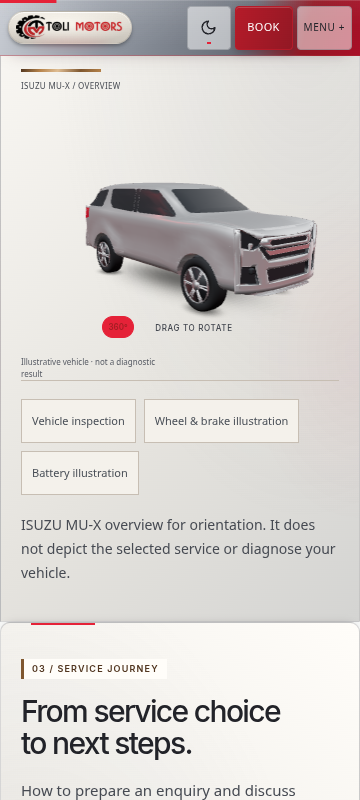 TOLI MOTORS
BOOK
MENU +
ISUZU MU-X / OVERVIEW
360°
DRAG TO ROTATE
Illustrative vehicle · not a diagnostic
result
Vehicle inspection
Wheel & brake illustration
Battery illustration
ISUZU MU-X overview for orientation. It does
not depict the selected service or diagnose your
vehicle.
03 / SERVICE JOURNEY
From service choice
to next steps.
How to prepare an enquiry and discuss